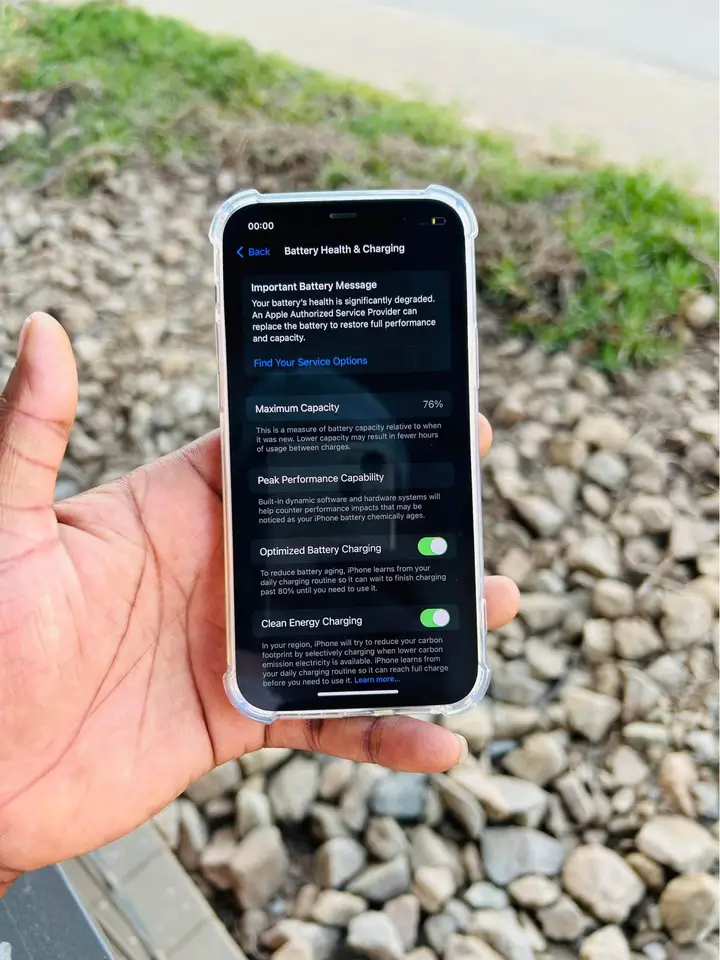 00:00
Back Battery Health & Charging
Important Battery Message
Your battery's health is significantly degraded.
An Apple Authorized Service Provider can
replace the battery to restore full performance
and capacity.
Find Your Service Options
Maximum Capacity 76%
This is a measure of battery capacity relative to when
it was new. Lower capacity may result in fewer hours
of usage between charges.
Peak Performance Capability
Built-in dynamic software and hardware systems will
help counter performance impacts that may be
noticed as your iPhone battery chemically ages.
Optimized Battery Charging
To reduce battery aging, iPhone learns from your
daily charging routine so it can wait to finish charging
past 80% until you need to use it.
Clean Energy Charging
In your region, iPhone will try to reduce your carbon
footprint by selectively charging when lower carbon
emission electricity is available. iPhone learns from
your daily charging routine so it can reach full charge
before you need to use it. Learn more...